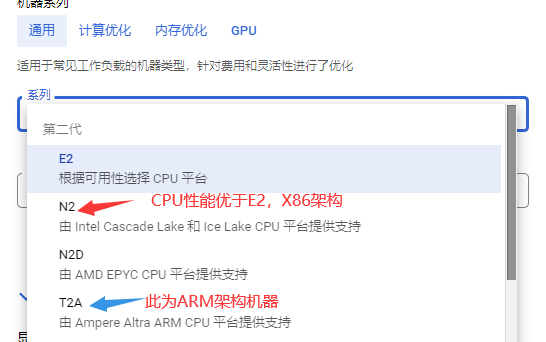 机器系列
通用 计算优化 内存优化 GPU
适用于常见工作负载的机器类型，针对费用和灵活性进行了优化
系列
第二代
E2
根据可用性选择 CPU 平台
N2 CPU性能优于E2，X86架构
由 Intel Cascade Lake 和 Ice Lake CPU 平台提供支持
N2D
由 AMD EPYC CPU 平台提供支持
T2A 此为ARM架构机器
由 Ampere Altra ARM CPU 平台提供支持